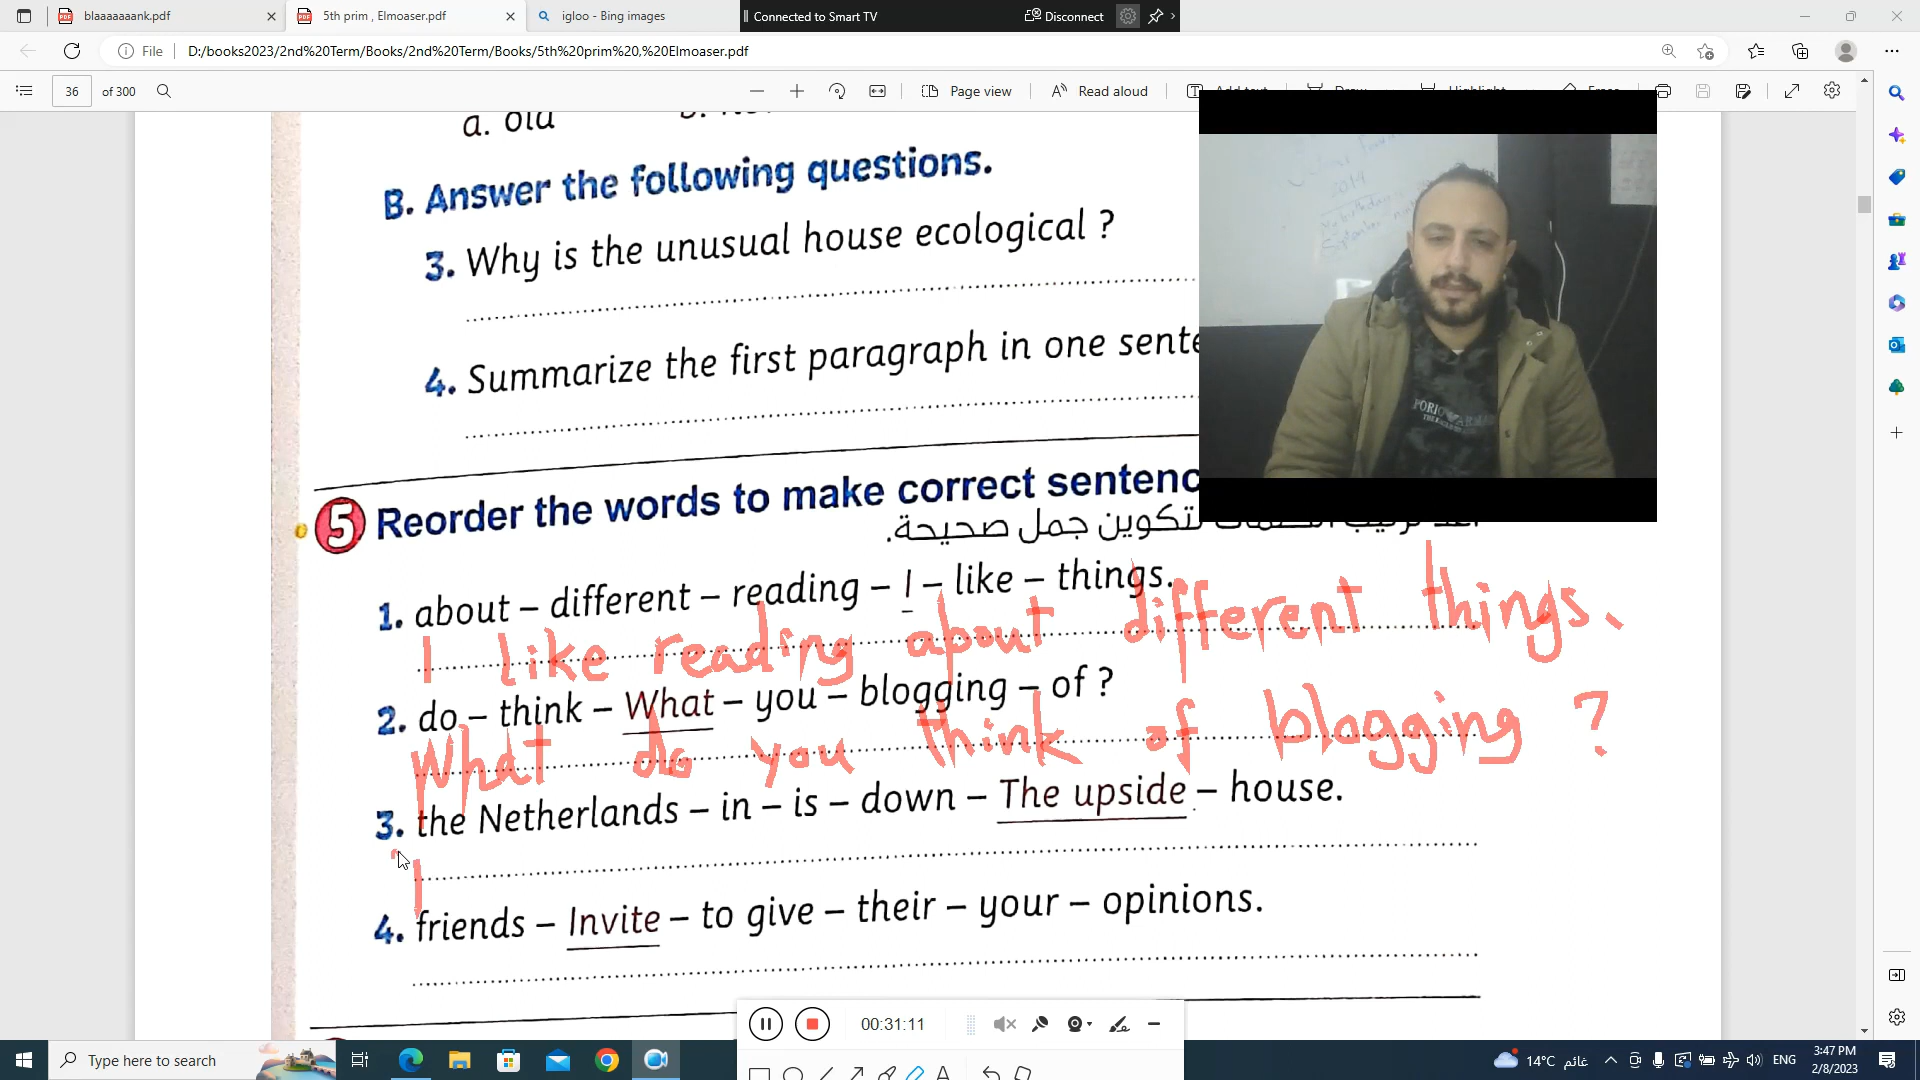 blaaaaaaank.pdf
5th prim , Elmoaser.pdf
igloo - Bing images
Connected to Smart TV
Disconnect
File
D:/books2023/2nd%20Term/Books/2nd%20Term/Books/5th%20prim%20,%20Elmoaser.pdf
36 of 300
Page view
Read aloud
a. old
B. Answer the following questions.
3. Why is the unusual house ecological ?
4. Summarize the first paragraph in one sente
5 Reorder the words to make correct sentenc
لتكوين جمل صحيحة.
1. about – different – reading – I – like – things.
I like reading about different things.
2. do – think – What – you – blogging – of ?
What do you think of blogging ?
3. the Netherlands – in – is – down – The upside – house.
4. friends – Invite – to give – their – your – opinions.
00:31:11
Type here to search
14°C غائم
ENG
3:47 PM
2/8/2023